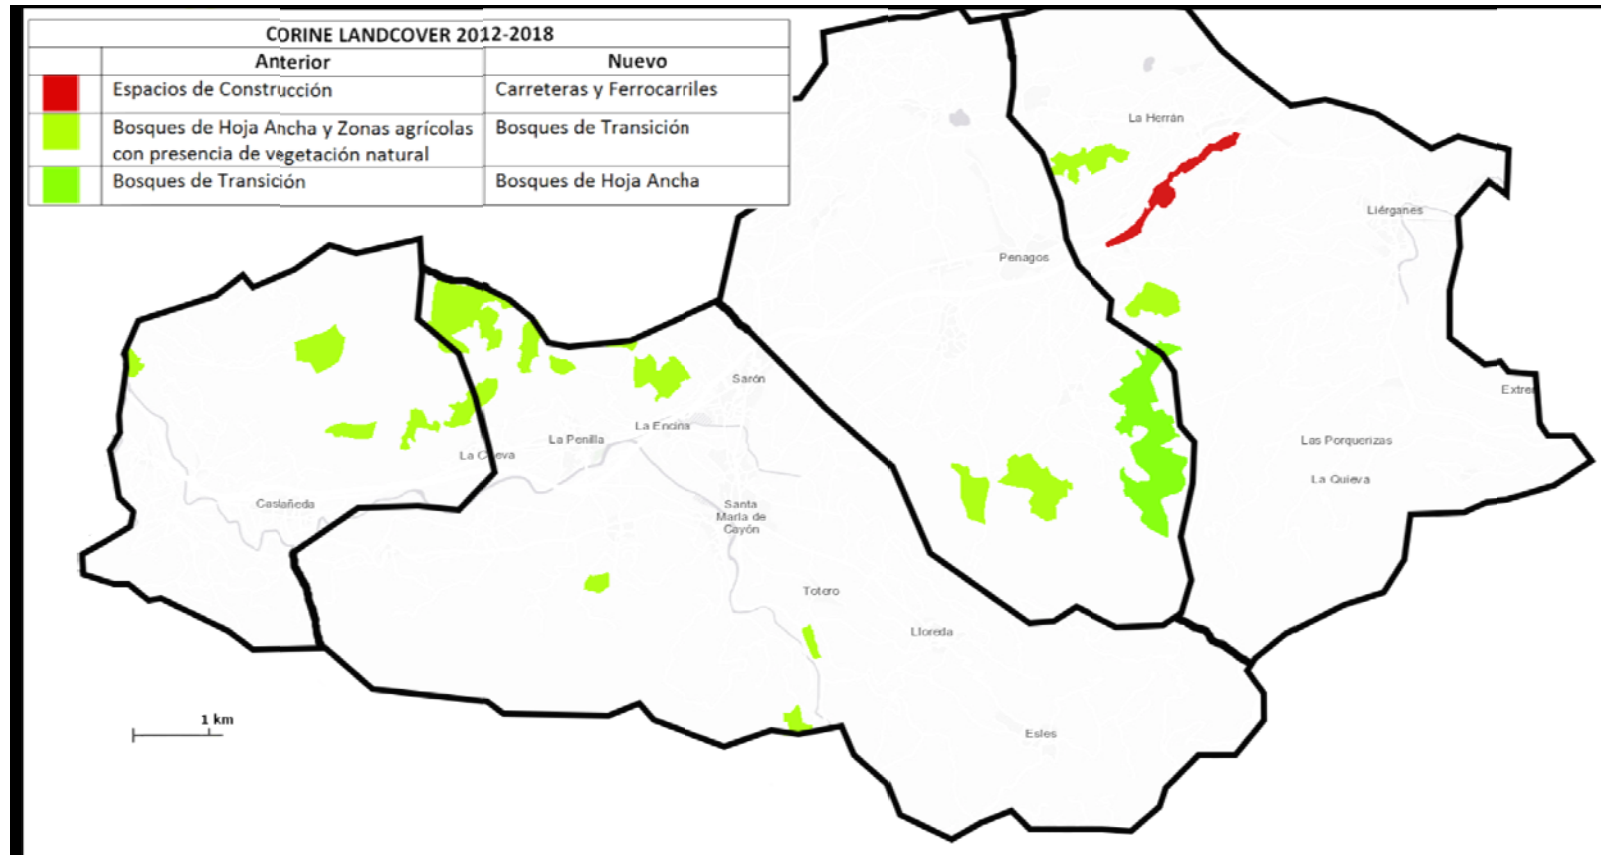 CORINE LANDCOVER 2012-2018
Anterior Nuevo
Espacios de Construcción Carreteras y Ferrocarriles
Bosques de Hoja Ancha y Zonas agrícolas Bosques de Transición
con presencia de vegetación natural
Bosques de Transición Bosques de Hoja Ancha
La Herrán
Liérganes
Penagos
Sarón
Extre
La Encina
La Penilla
Las Porquerizas
La Cueva
La Quieva
Castañeda
Santa
María de
Cayón
Totero
Lloreda
1 km
Esles